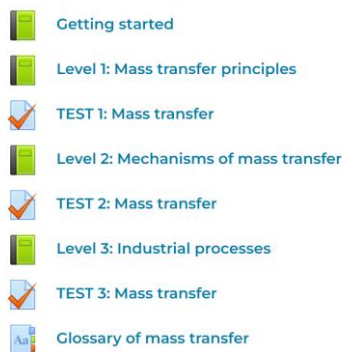 Getting started
Level 1: Mass transfer principles
TEST 1: Mass transfer
Level 2: Mechanisms of mass transfer
TEST 2: Mass transfer
Level 3: Industrial processes
TEST 3: Mass transfer
Aa Glossary of mass transfer